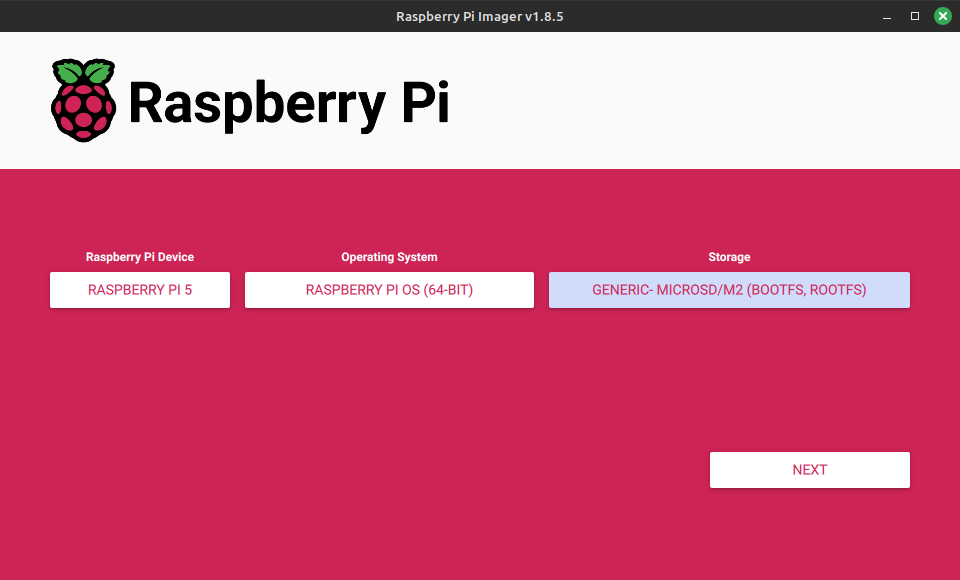 Raspberry Pi Imager v1.8.5
Raspberry Pi
Raspberry Pi Device
Operating System
Storage
RASPBERRY PI 5
RASPBERRY PI OS (64-BIT)
GENERIC- MICROSD/M2 (BOOTFS, ROOTFS)
NEXT